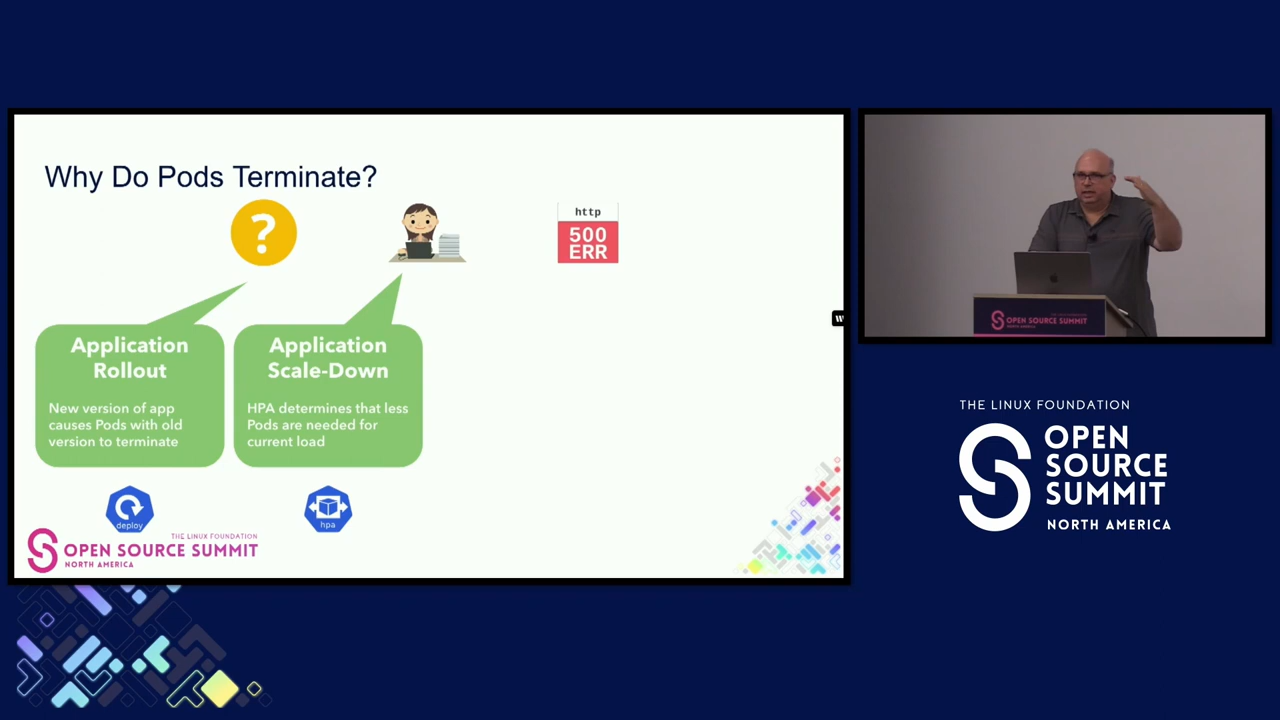 Why Do Pods Terminate?
?
http
500
ERR
Application
Rollout
New version of app
causes Pods with old
version to terminate
Application
Scale-Down
HPA determines that less
Pods are needed for
current load
deploy
hpa
THE LINUX FOUNDATION
OPEN SOURCE SUMMIT
NORTH AMERICA
W
OPEN SOURCE SUMMIT
NORTH AMERICA
THE LINUX FOUNDATION
OPEN
SOURCE
SUMMIT
NORTH AMERICA